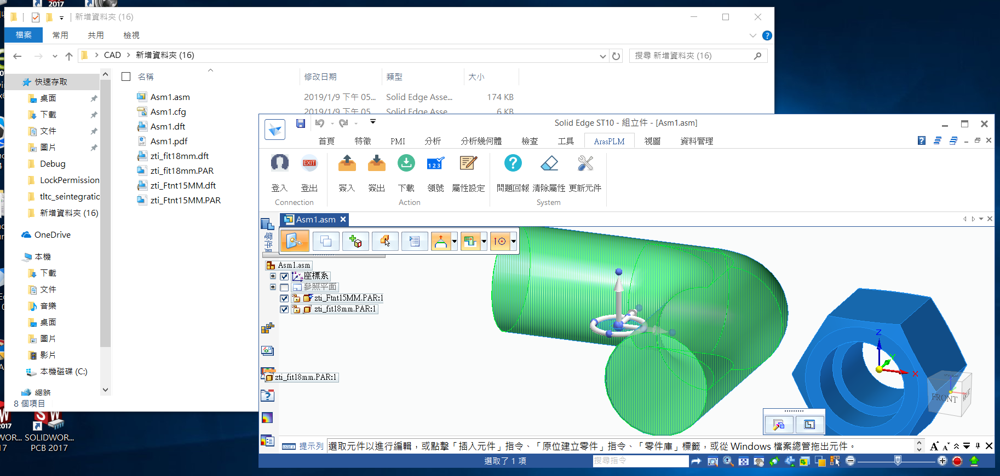 2017
新增資料夾 (16)
檔案 常用 共用 檢視
CAD 新增資料夾 (16)
搜尋 新增資料夾 (16)
名稱 修改日期 類型 大小
快速存取
桌面
下載
文件
圖片
Debug
LockPermission
tltc_seintegratic
新增資料夾 (16)
OneDrive
本機
下載
文件
音樂
桌面
圖片
影片
本機磁碟 (C:)
網路
8 個項目
Asm1.asm 2019/1/9 下午 05... Solid Edge Asse... 174 KB
Asm1.cfg 2019/1/9 下午 05... Solid Edge Asse... 6 KB
Asm1.dft
Asm1.pdf
zti_fit18mm.dft
zti_fit18mm.PAR
zti_Ftnt15MM.dft
zti_Ftnt15MM.PAR
Solid Edge ST10 - 組立件 - [Asm1.asm]
首頁 特徵 PMI 分析 分析幾何體 檢查 工具 ArasPLM 視圖 資料管理
EXIT
1 2 3
登入 登出 簽入 簽出 下載 領號 屬性設定 問題回報 清除屬性 更新元件
Connection Action System
Asm1.asm
Asm1.asm
座標系
參照平面
zti_Ftnt15MM.PAR:1
zti_fit18mm.PAR:1
zti_fit18mm.PAR:1
Z
Y
X
FRONT
RIGHT
提示列 選取元件以進行編輯，或點擊「插入元件」指令、「原位建立零件」指令、「零件庫」標籤，或從 Windows 檔案總管拖出元件。
選取了 1 項 搜尋指令
2017
SOLIDWOR...
PCB 2017